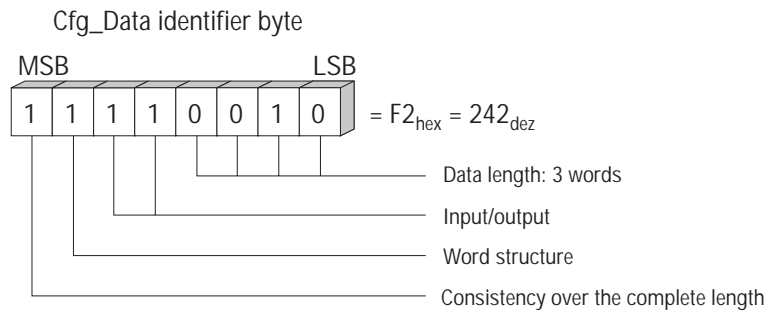 Cfg_Data identifier byte
MSB LSB
1 1 1 1 0 0 1 0 = F2hex = 242dez
Data length: 3 words
Input/output
Word structure
Consistency over the complete length